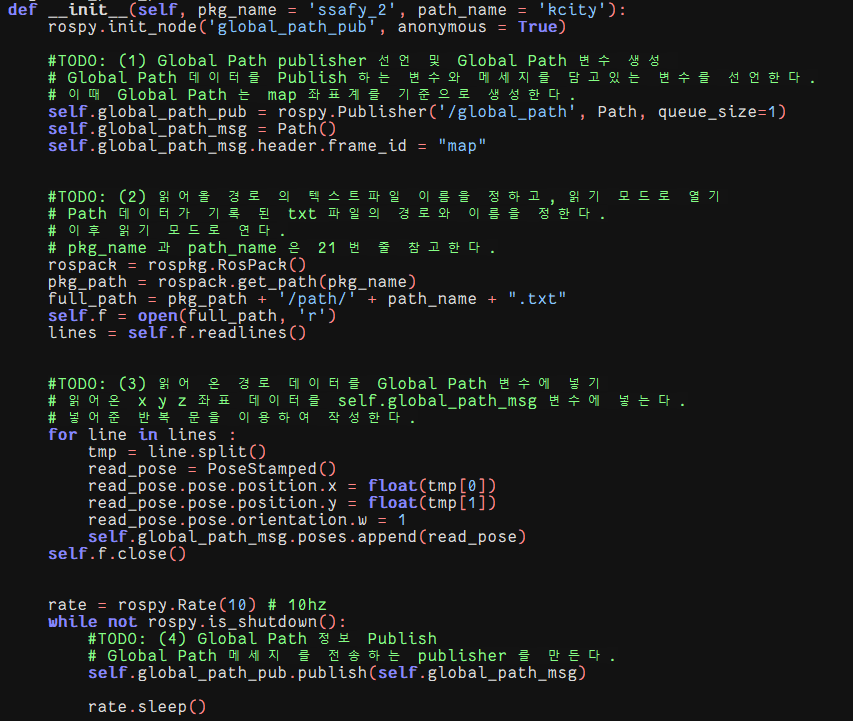 def __init__(self, pkg_name = 'ssafy_2', path_name = 'kcity'):
    rospy.init_node('global_path_pub', anonymous = True)

    #TODO: (1) Global Path publisher 선언 및 Global Path 변수 생성
    # Global Path 데이터를 Publish 하는 변수와 메세지를 담고있는 변수를 선언한다.
    # 이때 Global Path 는 map 좌표계를 기준으로 생성한다.
    self.global_path_pub = rospy.Publisher('/global_path', Path, queue_size=1)
    self.global_path_msg = Path()
    self.global_path_msg.header.frame_id = "map"

    #TODO: (2) 읽어올 경로 의 텍스트파일 이름을 정하고, 읽기 모드로 열기
    # Path 데이터가 기록 된 txt 파일의 경로와 이름을 정한다.
    # 이후 읽기 모드로 연다.
    # pkg_name 과 path_name 은 21 번 줄 참고한다.
    rospack = rospkg.RosPack()
    pkg_path = rospack.get_path(pkg_name)
    full_path = pkg_path + '/path/' + path_name + ".txt"
    self.f = open(full_path, 'r')
    lines = self.f.readlines()

    #TODO: (3) 읽어 온 경로 데이터를 Global Path 변수에 넣기
    # 읽어온 x y z 좌표 데이터를 self.global_path_msg 변수에 넣는다.
    # 넣어준 반복 문을 이용하여 작성한다.
    for line in lines :
        tmp = line.split()
        read_pose = PoseStamped()
        read_pose.pose.position.x = float(tmp[0])
        read_pose.pose.position.y = float(tmp[1])
        read_pose.pose.orientation.w = 1
        self.global_path_msg.poses.append(read_pose)
    self.f.close()

    rate = rospy.Rate(10) # 10hz
    while not rospy.is_shutdown():
        #TODO: (4) Global Path 정보 Publish
        # Global Path 메세지 를 전송하는 publisher 를 만든다.
        self.global_path_pub.publish(self.global_path_msg)

        rate.sleep()